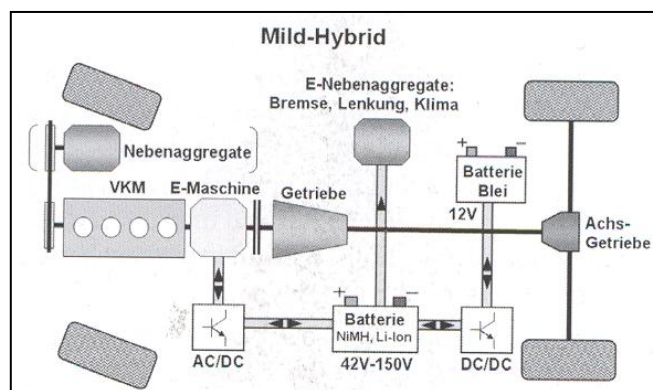 Mild-Hybrid
E-Nebenaggregate:
Bremse, Lenkung, Klima
Nebenaggregate
+ −
Batterie
Blei
12V
VKM
E-Maschine
Getriebe
Achs-
Getriebe
+ −
Batterie
NiMH, Li-Ion
AC/DC
42V-150V
DC/DC